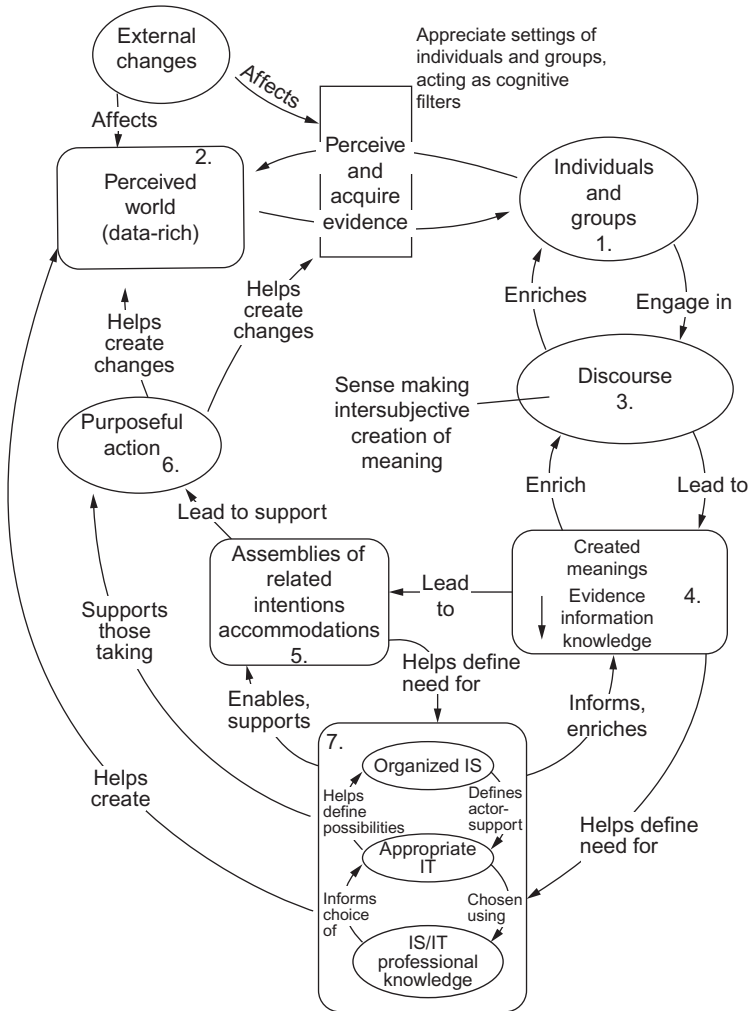 External
changes
Appreciate settings of
individuals and groups,
acting as cognitive
filters
Affects
Affects
2.
Perceived
world
(data-rich)
Perceive
and
acquire
evidence
Individuals
and
groups
1.
Helps
create
changes
Helps
create
changes
Enriches
Engage in
Discourse
3.
Sense making
intersubjective
creation of
meaning
Purposeful
action
6.
Enrich
Lead to
Lead to support
Assemblies of
related
intentions
accommodations
5.
Lead
to
Created
meanings
Evidence
information
knowledge
4.
Supports
those
taking
Helps define
need for
Enables,
supports
Informs,
enriches
7.
Organized IS
Helps
define
possibilities
Defines
actor-
support
Appropriate
IT
Helps
create
Helps define
need for
Informs
choice
of
Chosen
using
IS/IT
professional
knowledge